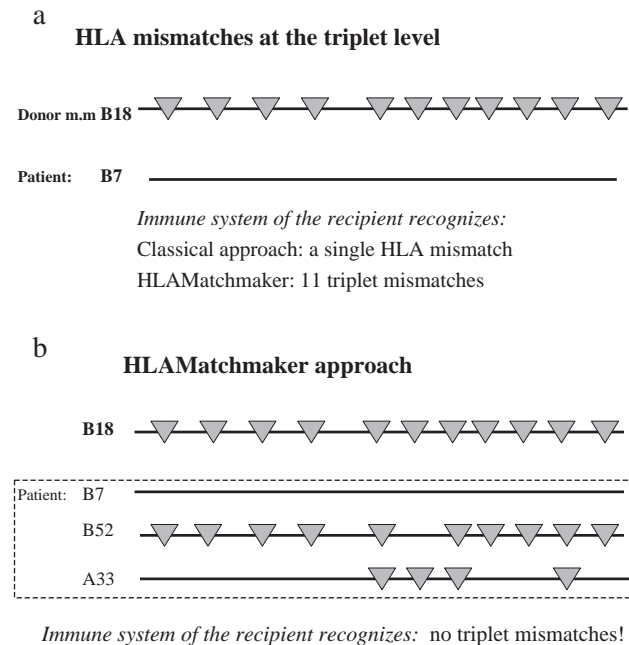 a
HLA mismatches at the triplet level
Donor m.m B18
Patient: B7
Immune system of the recipient recognizes:
Classical approach: a single HLA mismatch
HLAMatchmaker: 11 triplet mismatches
b
HLAMatchmaker approach
B18
Patient: B7
B52
A33
Immune system of the recipient recognizes: no triplet mismatches!